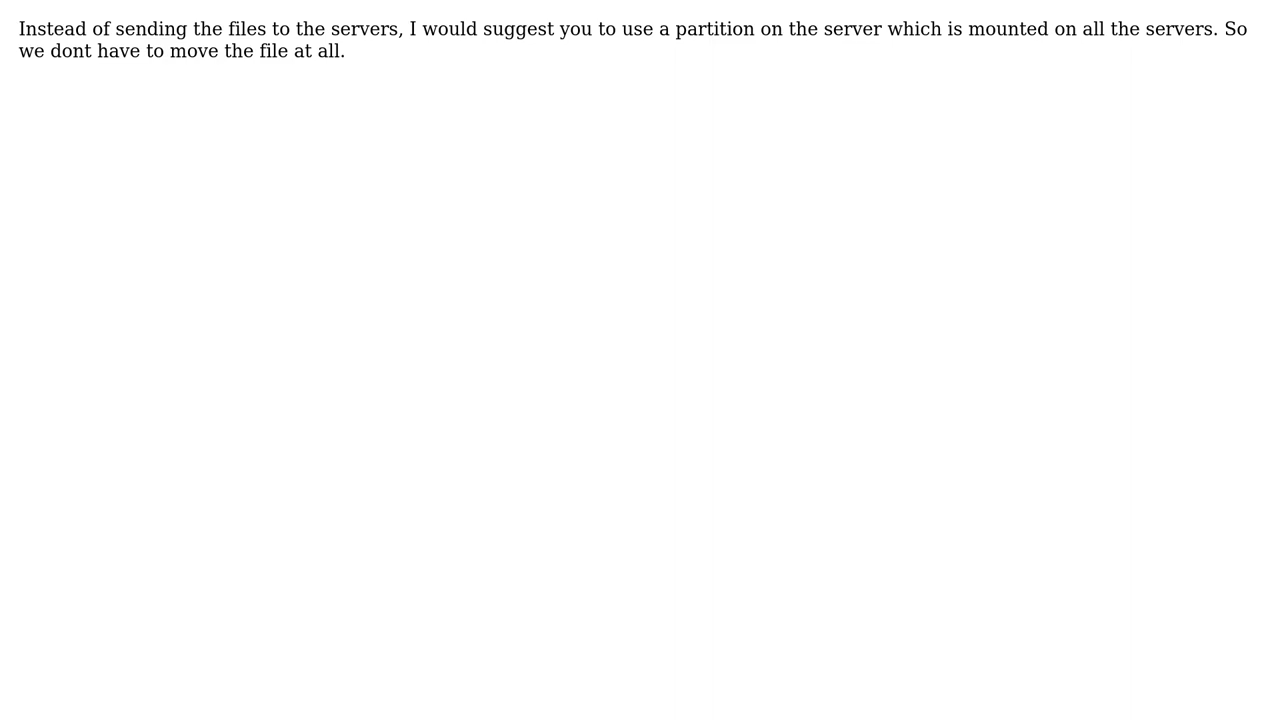 Instead of sending the files to the servers, I would suggest you to use a partition on the server which is mounted on all the servers. So
we dont have to move the file at all.